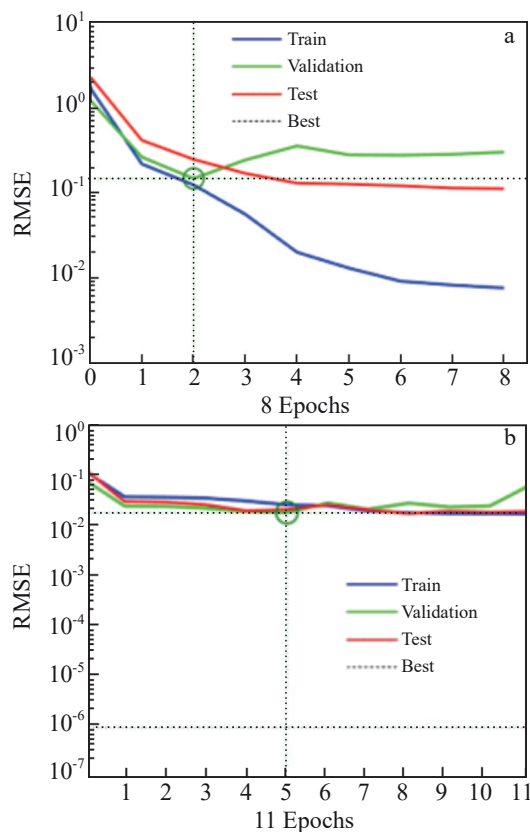 a
10^1
10^0
10^-1
10^-2
10^-3
RMSE
Train
Validation
Test
Best
0 1 2 3 4 5 6 7 8
8 Epochs
b
10^0
10^-1
10^-2
10^-3
10^-4
10^-5
10^-6
10^-7
RMSE
Train
Validation
Test
Best
1 2 3 4 5 6 7 8 9 10 11
11 Epochs